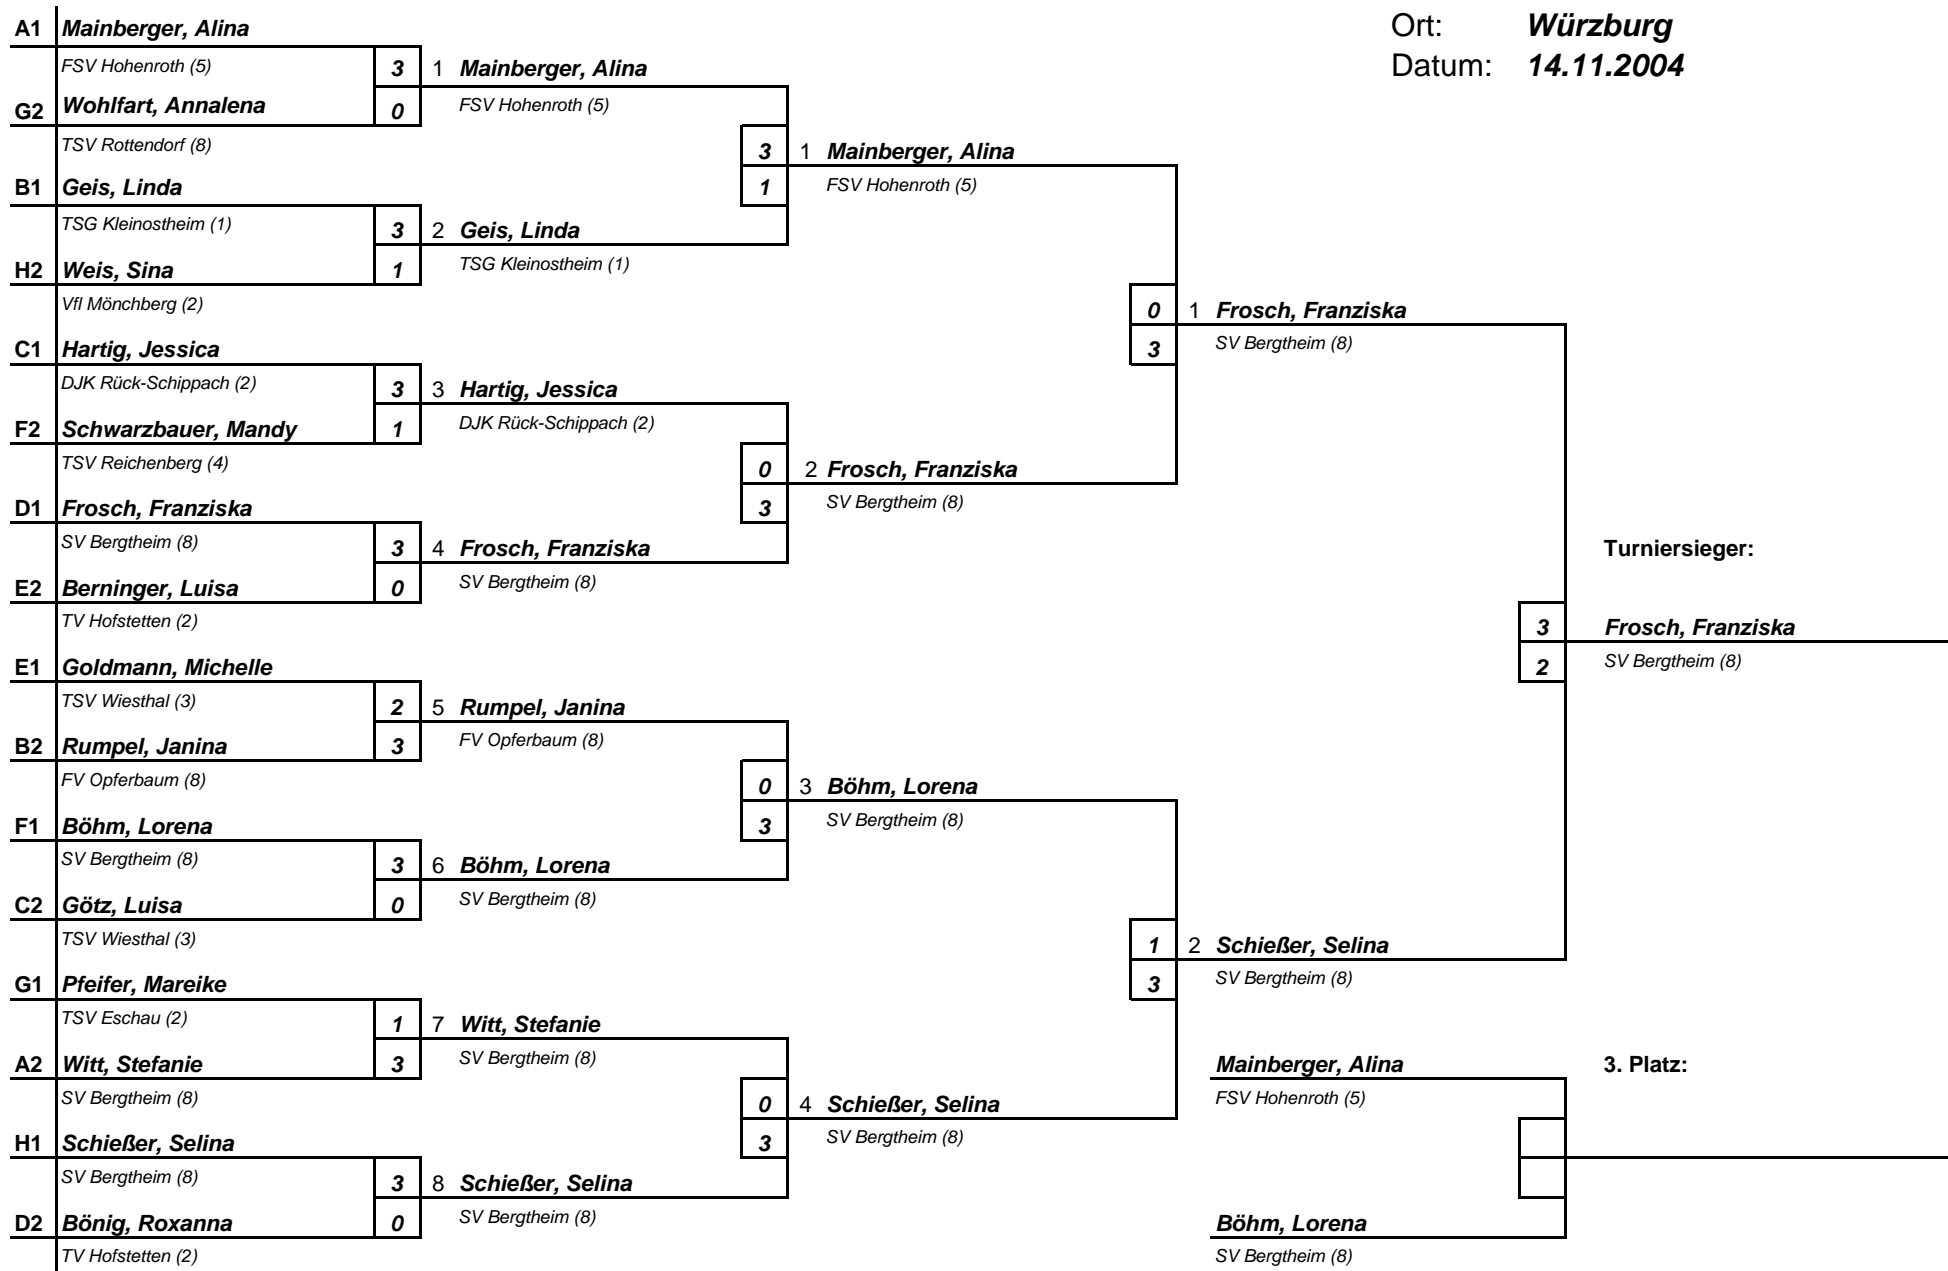 Ort: Würzburg
Datum: 14.11.2004
A1 Mainberger, Alina
FSV Hohenroth (5) 3
G2 Wohlfart, Annalena 0
TSV Rottendorf (8)
B1 Geis, Linda
TSG Kleinostheim (1) 3
H2 Weis, Sina 1
Vfl Mönchberg (2)
C1 Hartig, Jessica
DJK Rück-Schippach (2) 3
F2 Schwarzbauer, Mandy 1
TSV Reichenberg (4)
D1 Frosch, Franziska
SV Bergtheim (8) 3
E2 Berninger, Luisa 0
TV Hofstetten (2)
E1 Goldmann, Michelle
TSV Wiesthal (3) 2
B2 Rumpel, Janina 3
FV Opferbaum (8)
F1 Böhm, Lorena
SV Bergtheim (8) 3
C2 Götz, Luisa 0
TSV Wiesthal (3)
G1 Pfeifer, Mareike
TSV Eschau (2) 1
A2 Witt, Stefanie 3
SV Bergtheim (8)
H1 Schießer, Selina
SV Bergtheim (8) 3
D2 Bönig, Roxanna 0
TV Hofstetten (2)
1 Mainberger, Alina
FSV Hohenroth (5)
3
1
2 Geis, Linda
TSG Kleinostheim (1)
3 Hartig, Jessica
DJK Rück-Schippach (2)
0
3
4 Frosch, Franziska
SV Bergtheim (8)
5 Rumpel, Janina
FV Opferbaum (8)
0
3
6 Böhm, Lorena
SV Bergtheim (8)
7 Witt, Stefanie
SV Bergtheim (8)
0
3
8 Schießer, Selina
SV Bergtheim (8)
1 Mainberger, Alina
FSV Hohenroth (5)
0
3
2 Frosch, Franziska
SV Bergtheim (8)
3 Böhm, Lorena
SV Bergtheim (8)
1
3
4 Schießer, Selina
SV Bergtheim (8)
1 Frosch, Franziska
SV Bergtheim (8)
3
2
2 Schießer, Selina
SV Bergtheim (8)
Turniersieger:
Frosch, Franziska
SV Bergtheim (8)
Mainberger, Alina
FSV Hohenroth (5)
3. Platz:
Böhm, Lorena
SV Bergtheim (8)